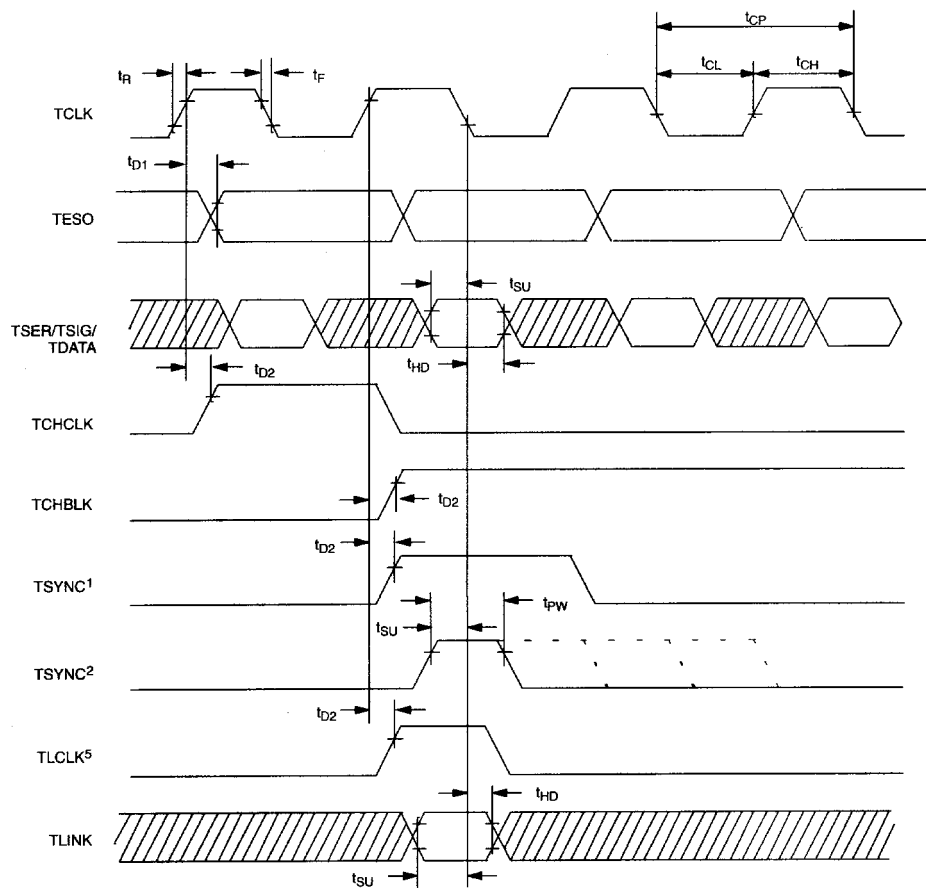 tCP
tR
tF
tCL
tCH
TCLK
tD1
TESO
tSU
TSER/TSIG/
TDATA
tHD
tD2
TCHCLK
TCHBLK
tD2
tD2
TSYNC1
tPW
tSU
TSYNC2
tD2
TLCLK5
tHD
TLINK
tSU